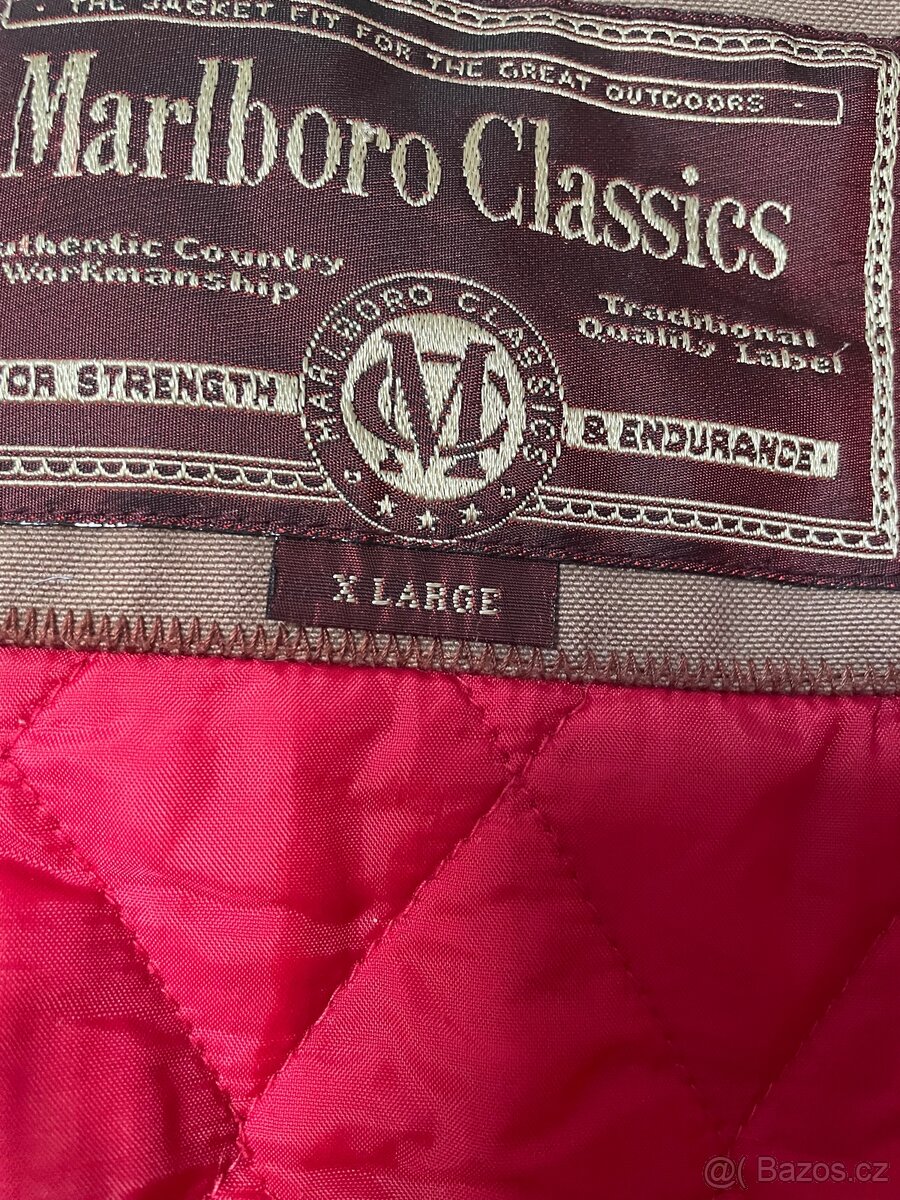 · THE JACKET FIT FOR THE GREAT OUTDOORS ·
Marlboro Classics
uthentic Country
Workmanship
Traditional
Quality Label
MARLBORO CLASSICS
MC
FOR STRENGTH
& ENDURANCE ·
X LARGE
@( Bazos.cz